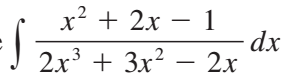 ∫ (x² + 2x − 1)/(2x³ + 3x² − 2x) dx